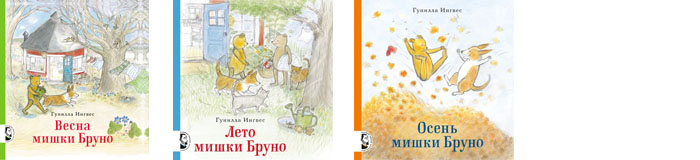 Гунилла Ингвес
Весна
мишки Бруно
Гунилла Ингвес
Лето
мишки Бруно
Гунилла Ингвес
Осень
мишки Бруно